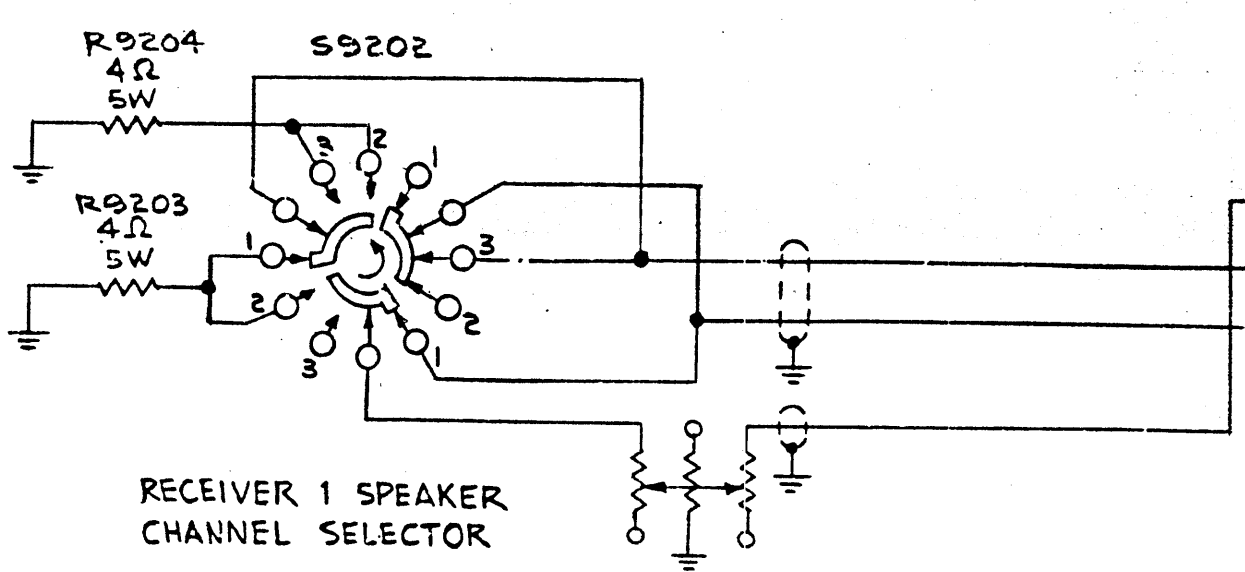 R9204
4Ω
5W
S9202
3
2
1
R9203
4Ω
5W
1
3
2
2
3
1
RECEIVER 1 SPEAKER
CHANNEL SELECTOR